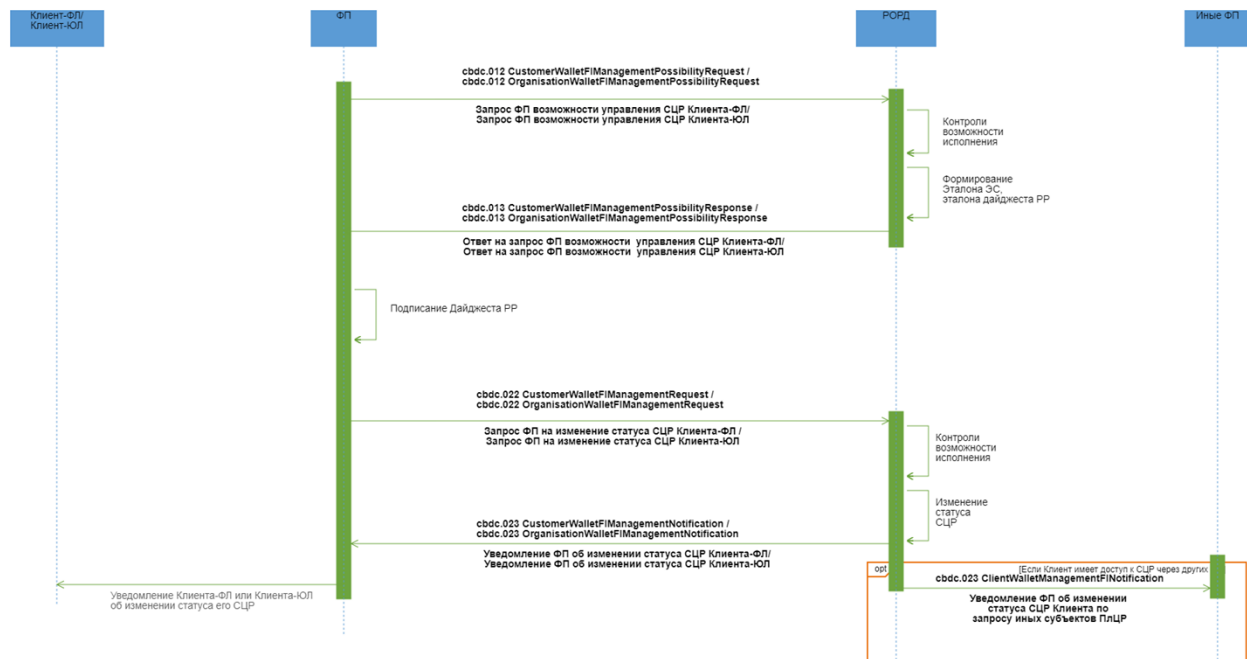 Клиент-ФЛ/
Клиент-ЮЛ
ФП
РОРД
Иные ФП
cbdc.012 CustomerWalletFIManagementPossibilityRequest /
cbdc.012 OrganisationWalletFIManagementPossibilityRequest
Запрос ФП возможности управления СЦР Клиента-ФЛ/
Запрос ФП возможности управления СЦР Клиента-ЮЛ
Контроли
возможности
исполнения
Формирование
Эталона ЭС,
эталона дайджеста РР
cbdc.013 CustomerWalletFIManagementPossibilityResponse /
cbdc.013 OrganisationWalletFIManagementPossibilityResponse
Ответ на запрос ФП возможности управления СЦР Клиента-ФЛ/
Ответ на запрос ФП возможности управления СЦР Клиента-ЮЛ
Подписание Дайджеста РР
cbdc.022 CustomerWalletFIManagementRequest /
cbdc.022 OrganisationWalletFIManagementRequest
Запрос ФП на изменение статуса СЦР Клиента-ФЛ /
Запрос ФП на изменение статуса СЦР Клиента-ЮЛ
Контроли
возможности
исполнения
Изменение
статуса
СЦР
cbdc.023 CustomerWalletFIManagementNotification /
cbdc.023 OrganisationWalletFIManagementNotification
Уведомление ФП об изменении статуса СЦР Клиента-ФЛ/
Уведомление ФП об изменении статуса СЦР Клиента-ЮЛ
opt
[Если Клиент имеет доступ к СЦР через других
cbdc.023 ClientWalletManagementFINotification
Уведомление ФП об изменении
статуса СЦР Клиента по
запросу иных субъектов ПлЦР
Уведомление Клиента-ФЛ или Клиента-ЮЛ
об изменении статуса его СЦР